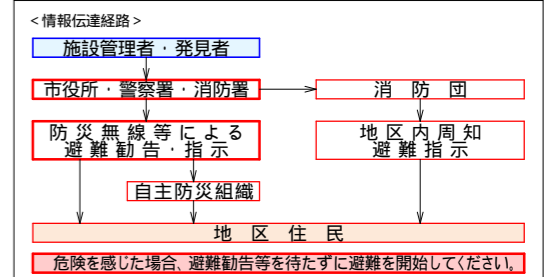 <情報伝達経路>
施設管理者・発見者
市役所・警察署・消防署
消防団
防災無線等による
避難勧告・指示
地区内周知
避難指示
自主防災組織
地区住民
危険を感じた場合、避難勧告等を待たずに避難を開始してください。